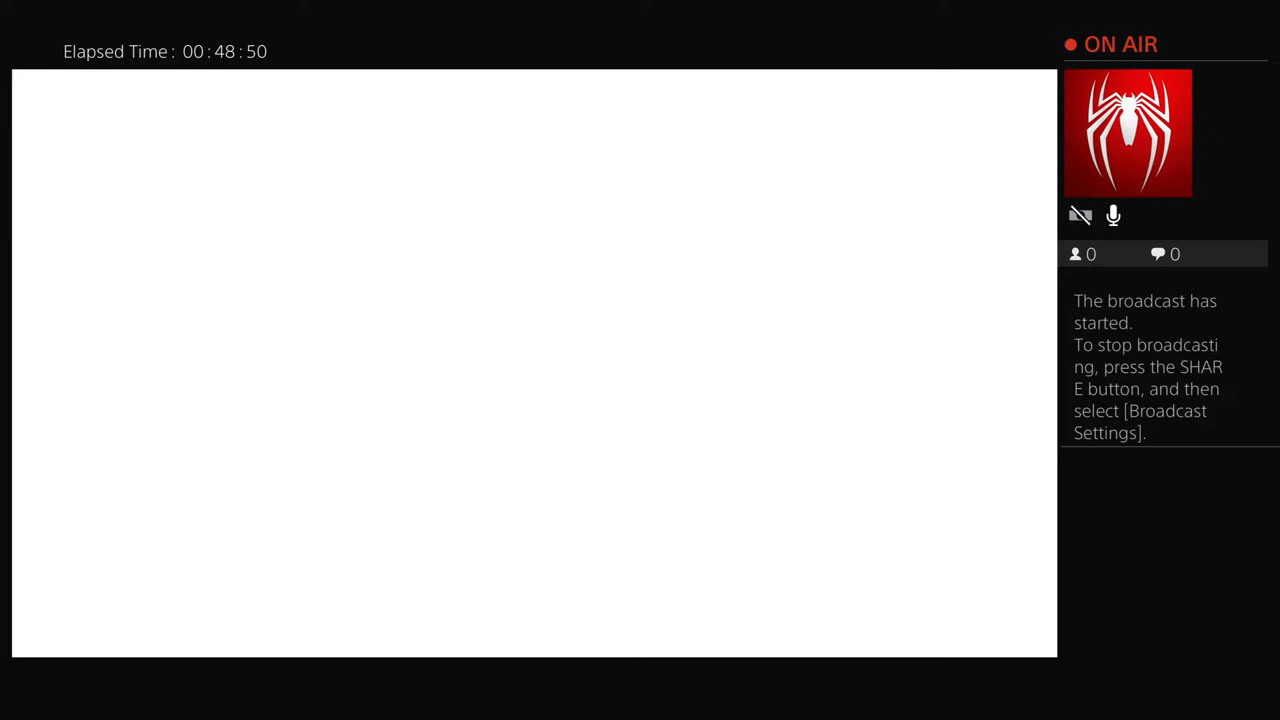 Elapsed Time : 00 : 48 : 50
ON AIR
0
0
The broadcast has
started.
To stop broadcasti
ng, press the SHAR
E button, and then
select [Broadcast
Settings].